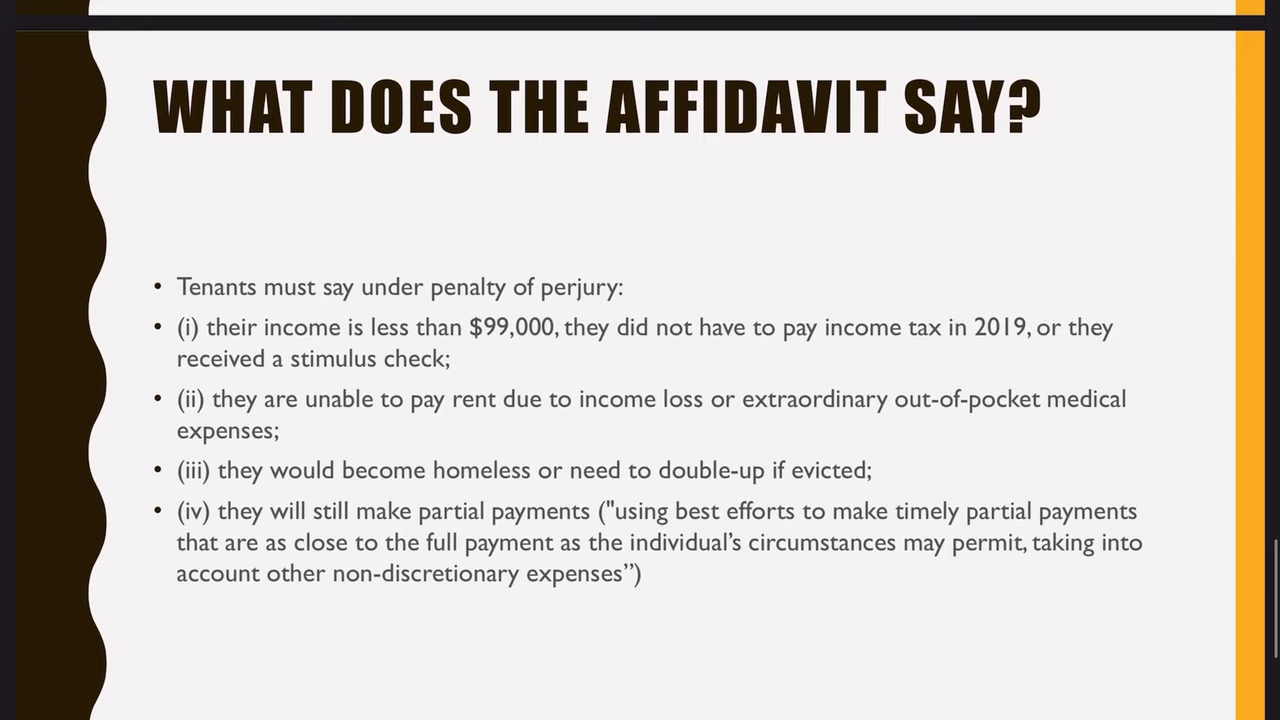 WHAT DOES THE AFFIDAVIT SAY?
• Tenants must say under penalty of perjury:
• (i) their income is less than $99,000, they did not have to pay income tax in 2019, or they
received a stimulus check;
• (ii) they are unable to pay rent due to income loss or extraordinary out-of-pocket medical
expenses;
• (iii) they would become homeless or need to double-up if evicted;
• (iv) they will still make partial payments ("using best efforts to make timely partial payments
that are as close to the full payment as the individual’s circumstances may permit, taking into
account other non-discretionary expenses”)